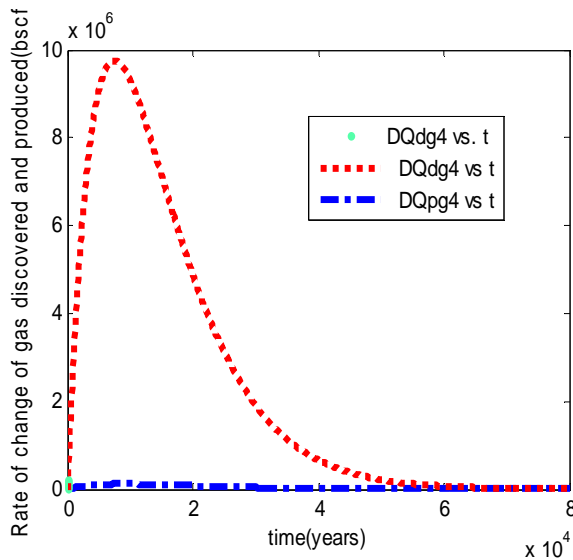 x 10^6
10
8
6
4
2
0
Rate of change of gas discovered and produced(bscf
DQdg4 vs. t
DQdg4 vs t
DQpg4 vs t
0 2 4 6 8
x 10^4
time(years)